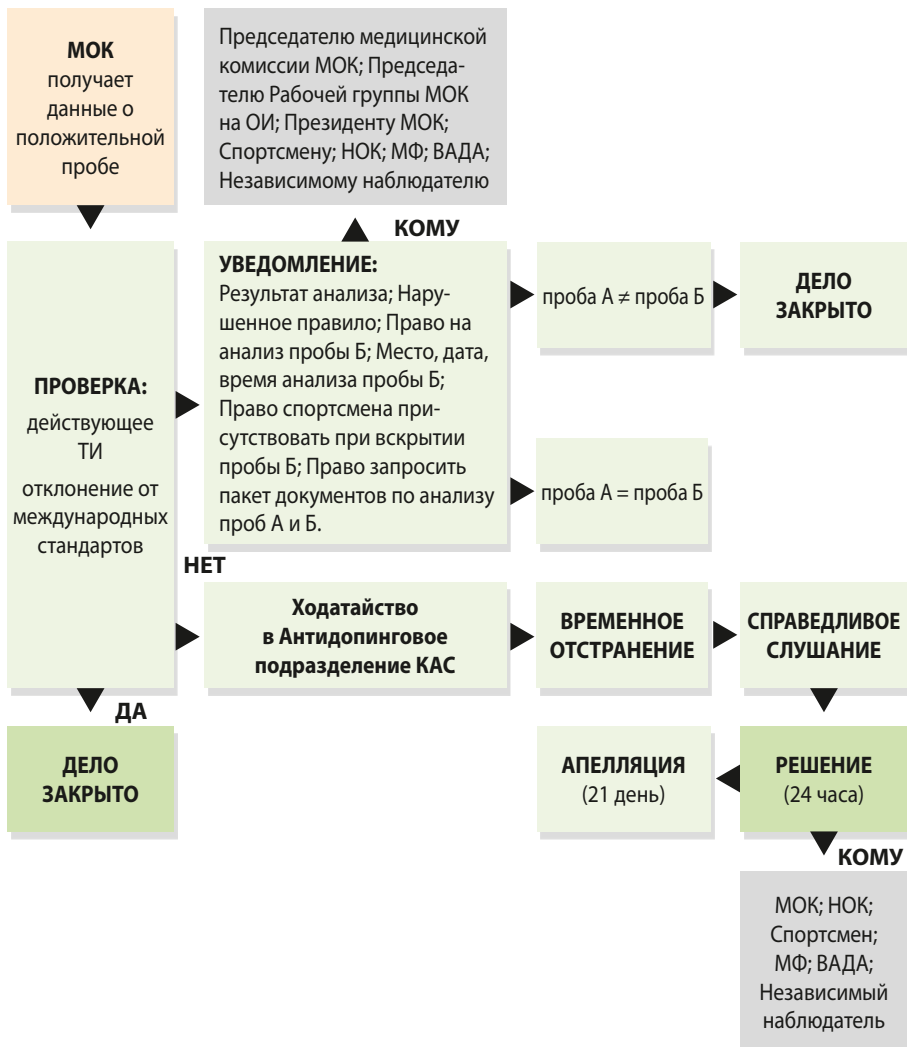 МОК
получает
данные о
положительной
пробе
Председателю медицинской
комиссии МОК; Председа-
телю Рабочей группы МОК
на ОИ; Президенту МОК;
Спортсмену; НОК; МФ; ВАДА;
Независимому наблюдателю
КОМУ
ПРОВЕРКА:
действующее
ТИ
отклонение от
международных
стандартов
УВЕДОМЛЕНИЕ:
Результат анализа; Нару-
шенное правило; Право на
анализ пробы Б; Место, дата,
время анализа пробы Б;
Право спортсмена при-
сутствовать при вскрытии
пробы Б; Право запросить
пакет документов по анализу
проб А и Б.
проба А ≠ проба Б
ДЕЛО
ЗАКРЫТО
проба А = проба Б
НЕТ
Ходатайство
в Антидопинговое
подразделение КАС
ВРЕМЕННОЕ
ОТСТРАНЕНИЕ
СПРАВЕДЛИВОЕ
СЛУШАНИЕ
ДА
ДЕЛО
ЗАКРЫТО
АПЕЛЛЯЦИЯ
(21 день)
РЕШЕНИЕ
(24 часа)
КОМУ
МОК; НОК;
Спортсмен;
МФ; ВАДА;
Независимый
наблюдатель